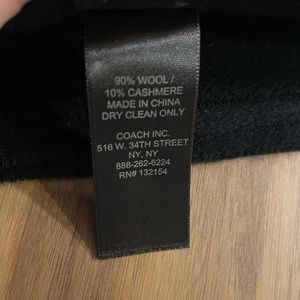 90% WOOL /
10% CASHMERE
MADE IN CHINA
DRY CLEAN ONLY
COACH INC.
516 W. 34TH STREET
NY, NY
888-262-6224
RN# 132154